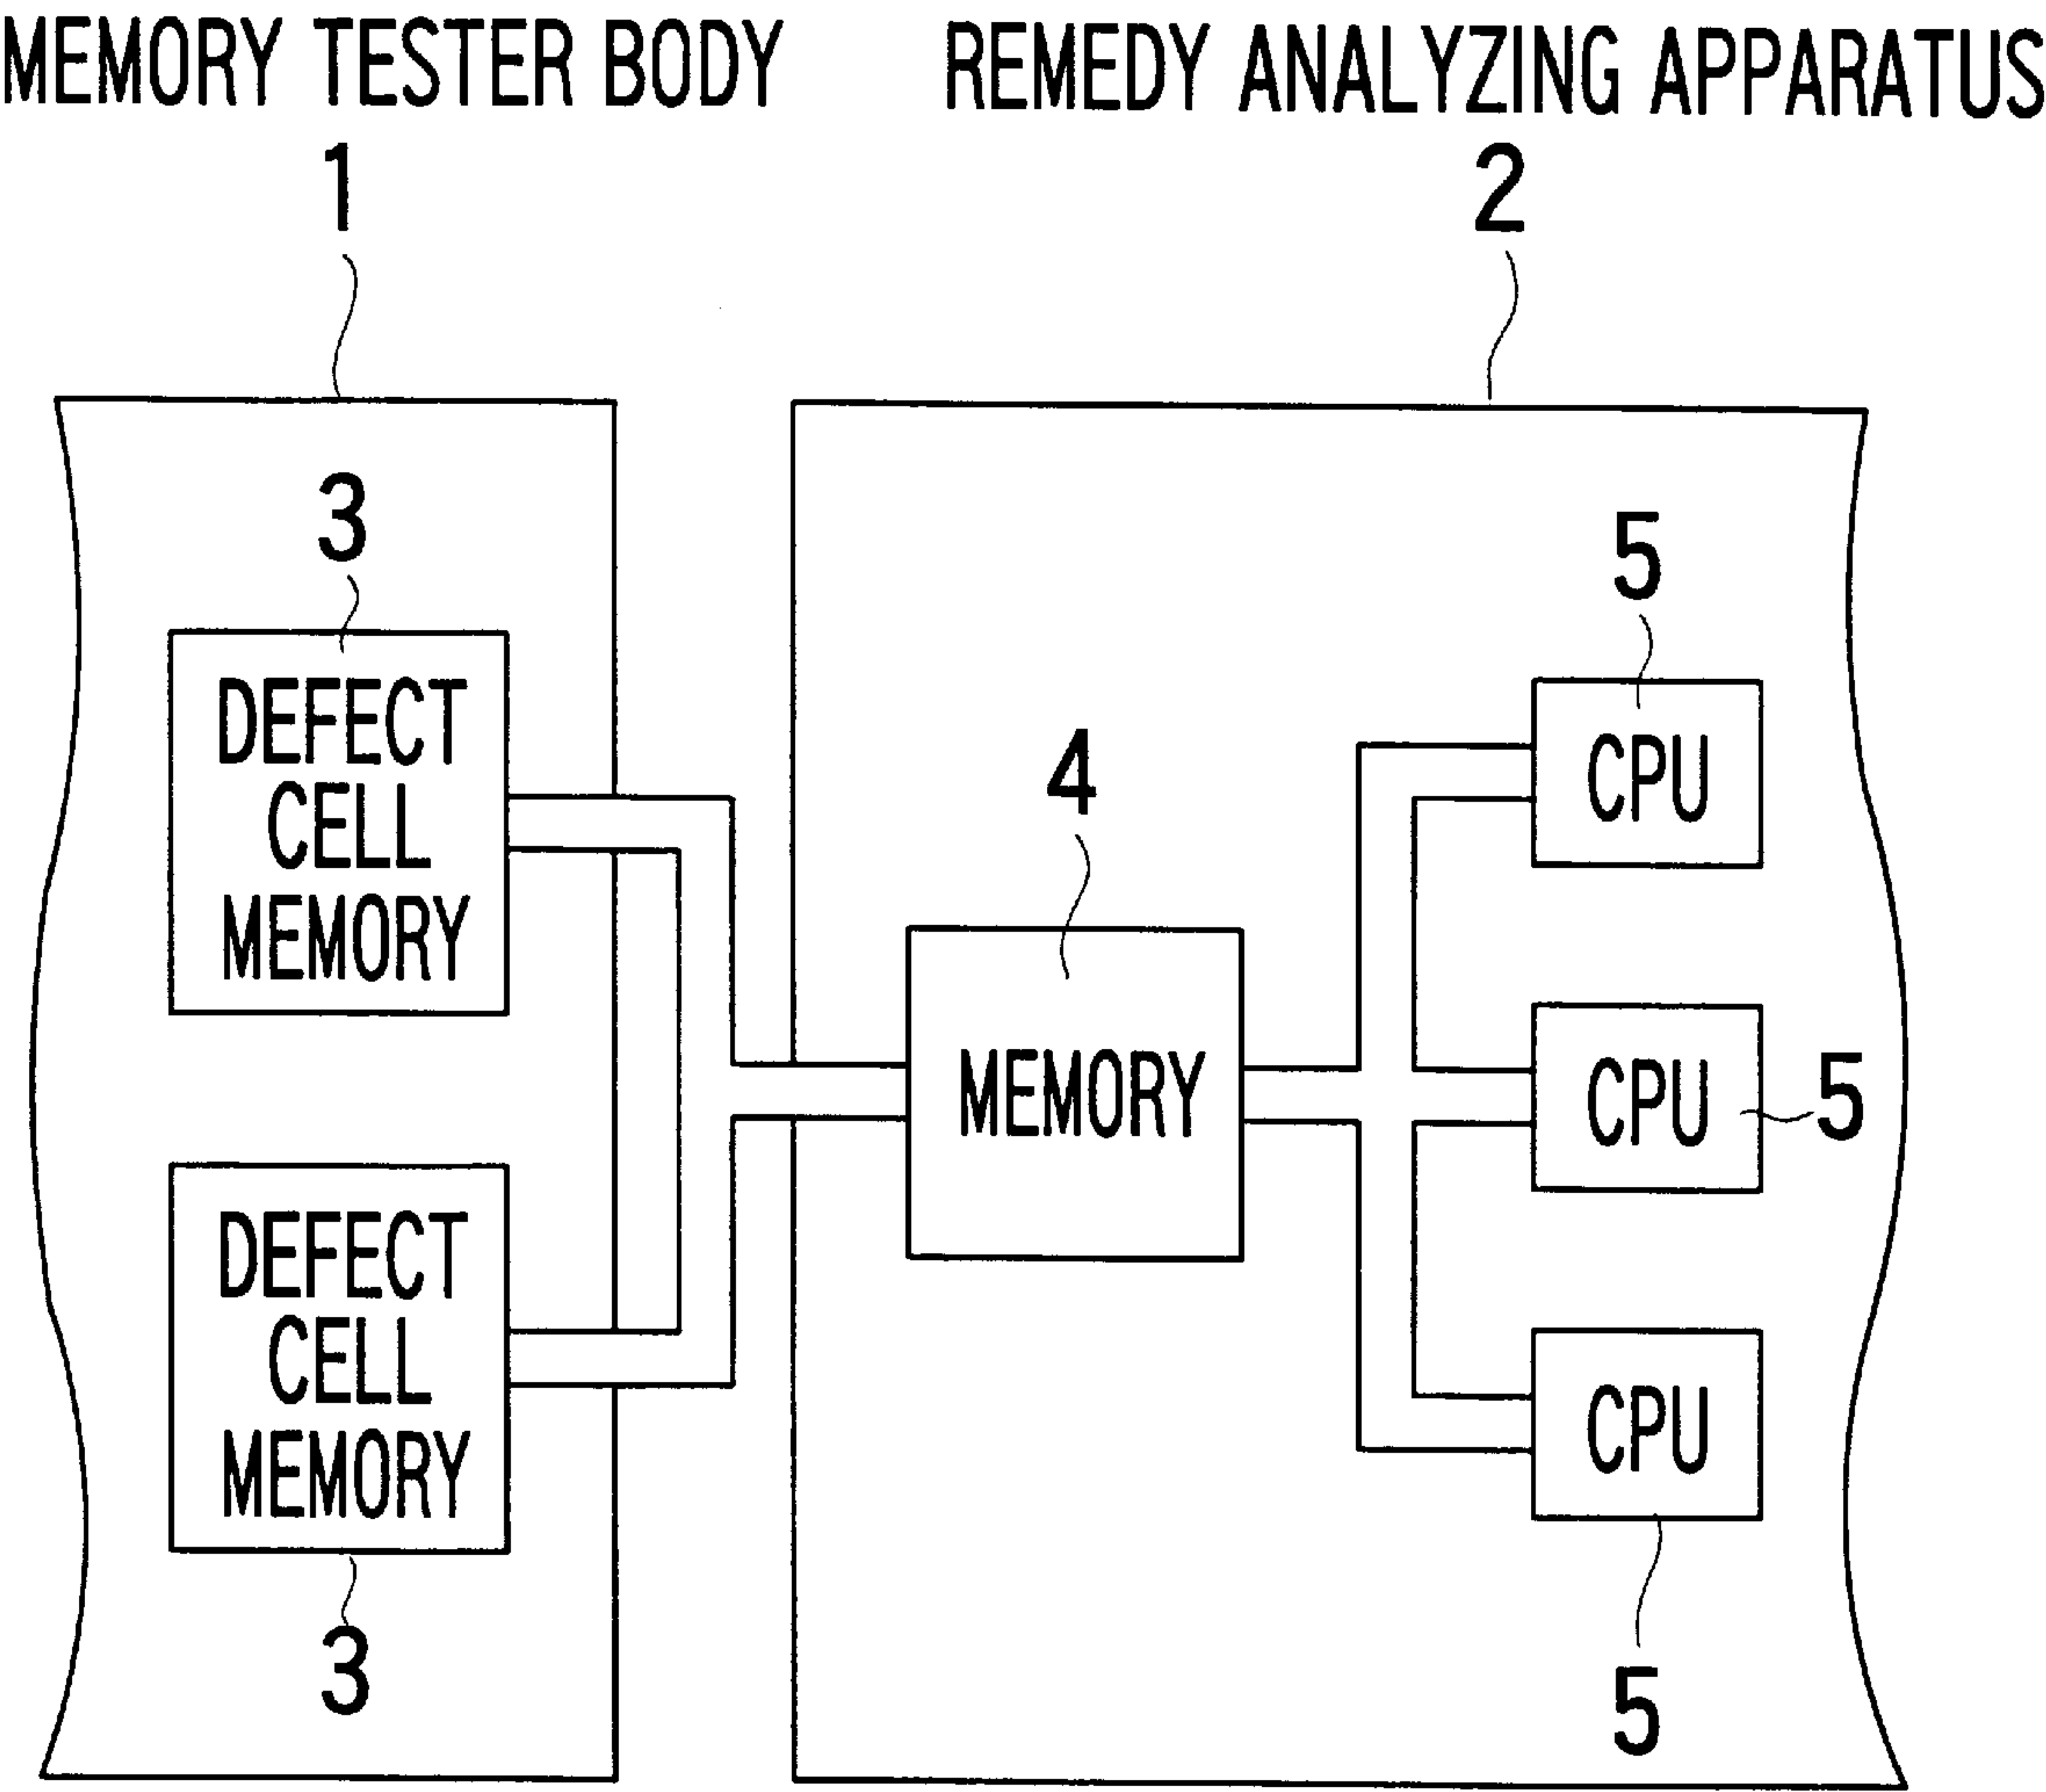 MEMORY TESTER BODY
REMEDY ANALYZING APPARATUS
1
2
3
DEFECT
CELL
MEMORY
DEFECT
CELL
MEMORY
3
4
MEMORY
5
CPU
CPU
5
CPU
5